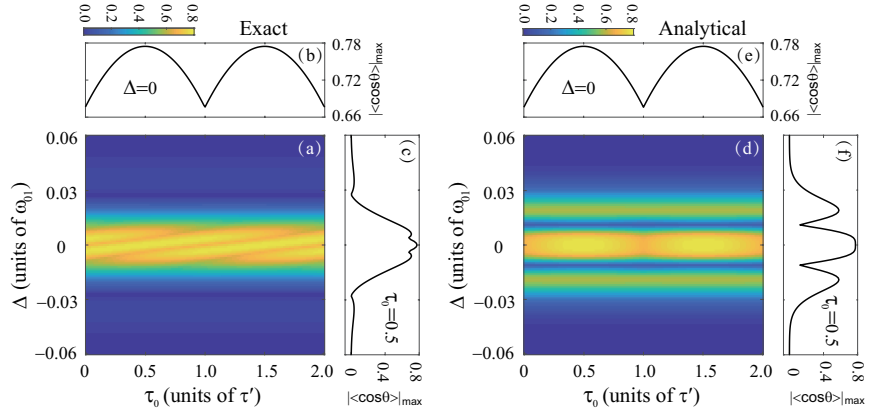 0.0 0.2 0.4 0.6 0.8
Exact
(b)
Δ=0
0.78
0.72
0.66
|<cosθ>|max
0.06
0.03
0
−0.03
−0.06
Δ (units of ω01)
(a)
0 0.5 1.0 1.5 2.0
τ0 (units of τ′)
(c)
τ0=0.5
0 0.4 0.8
|<cosθ>|max
0.0 0.2 0.4 0.6 0.8
Analytical
(e)
Δ=0
0.78
0.72
0.66
|<cosθ>|max
0.06
0.03
0
−0.03
−0.06
Δ (units of ω01)
(d)
0 0.5 1.0 1.5 2.0
τ0 (units of τ′)
(f)
τ0=0.5
0 0.4 0.8
|<cosθ>|max